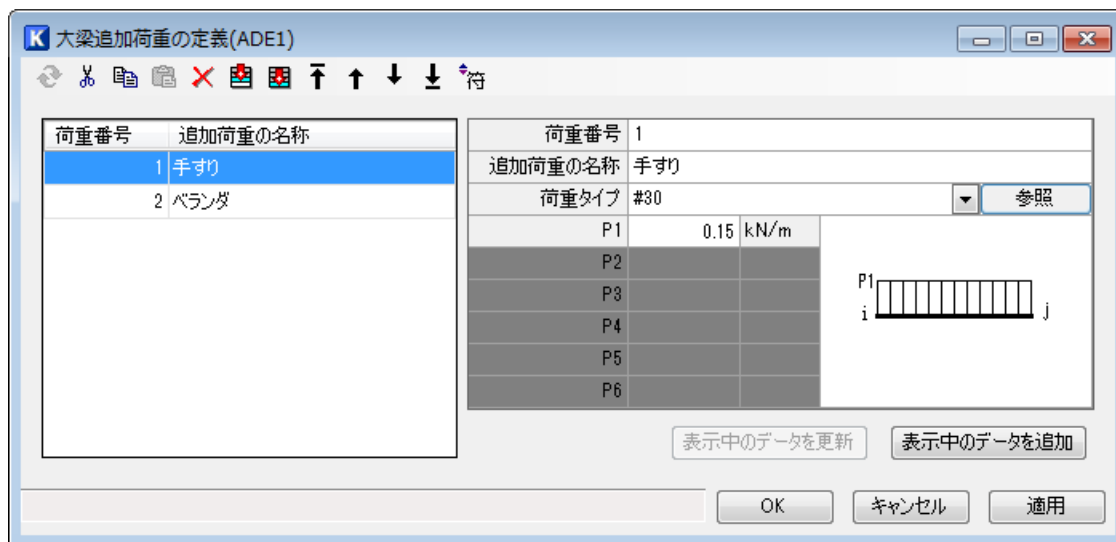 K 大梁追加荷重の定義(ADE1)
符
荷重番号 追加荷重の名称
1 手すり
2 ベランダ
荷重番号 1
追加荷重の名称 手すり
荷重タイプ #30 参照
P1 0.15 kN/m
P2
P3
P4
P5
P6
P1
i j
表示中のデータを更新 表示中のデータを追加
OK キャンセル 適用